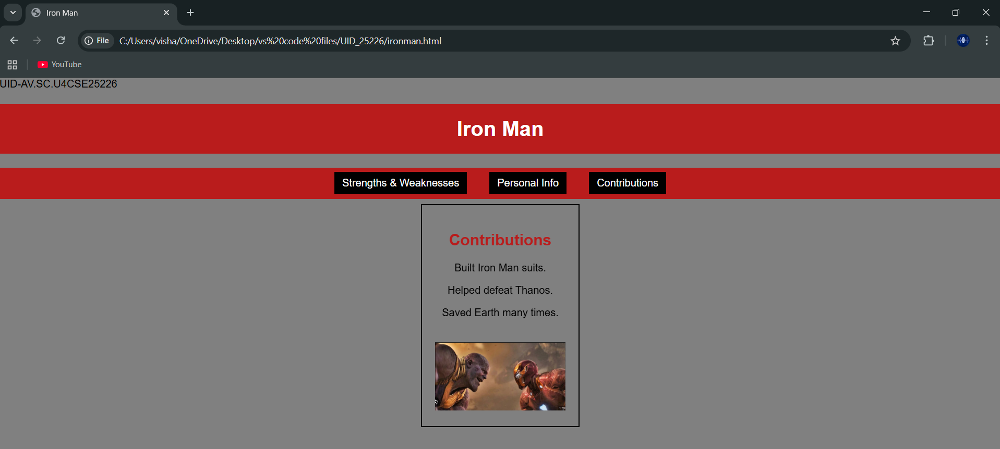 Iron Man
File C:/Users/visha/OneDrive/Desktop/vs%20code%20files/UID_25226/ironman.html
YouTube
UID-AV.SC.U4CSE25226
Iron Man
Strengths & Weaknesses Personal Info Contributions
Contributions
Built Iron Man suits.
Helped defeat Thanos.
Saved Earth many times.